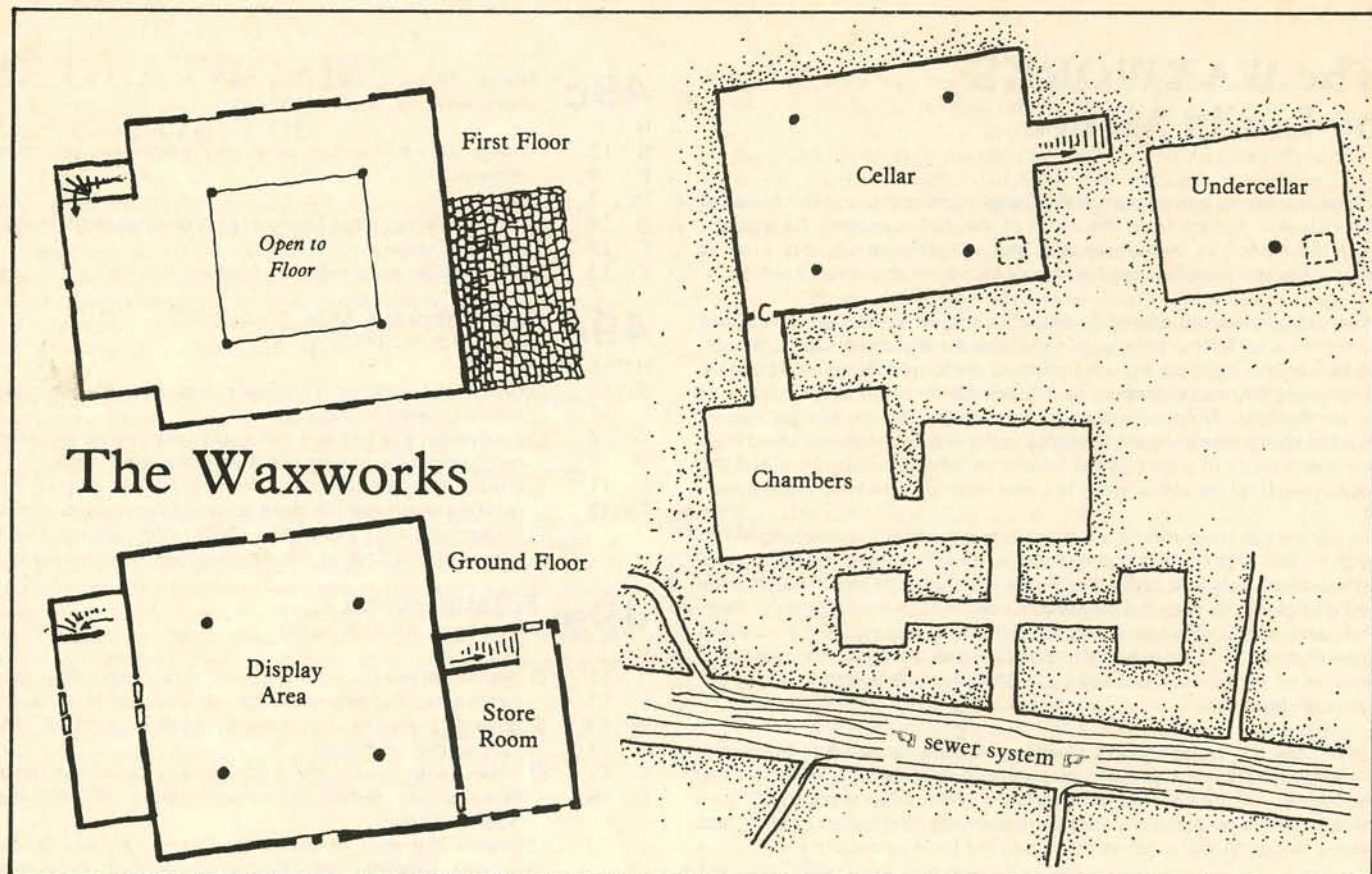 First Floor
Open to
Floor
The Waxworks
Ground Floor
Display
Area
Store
Room
Cellar
Undercellar
C
Chambers
sewer system